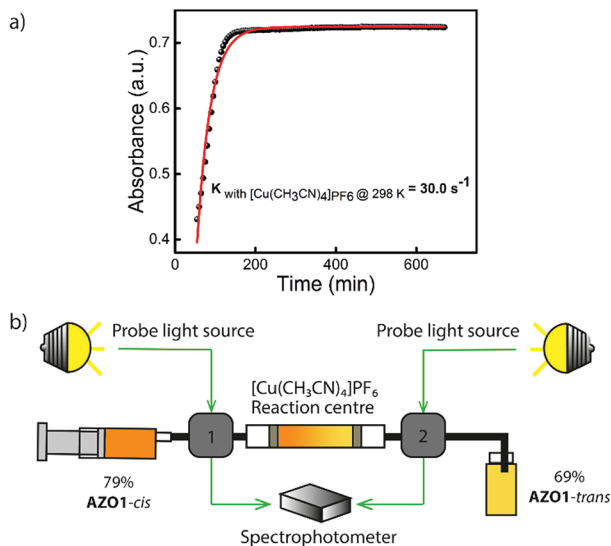 a)
Absorbance (a.u.)
0.7
0.6
0.5
0.4
K with [Cu(CH3CN)4]PF6 @ 298 K = 30.0 s⁻¹
0 200 400 600
Time (min)
b)
Probe light source Probe light source
[Cu(CH₃CN)₄]PF₆
Reaction centre
1 2
79%
AZO1-cis
69%
AZO1-trans
Spectrophotometer